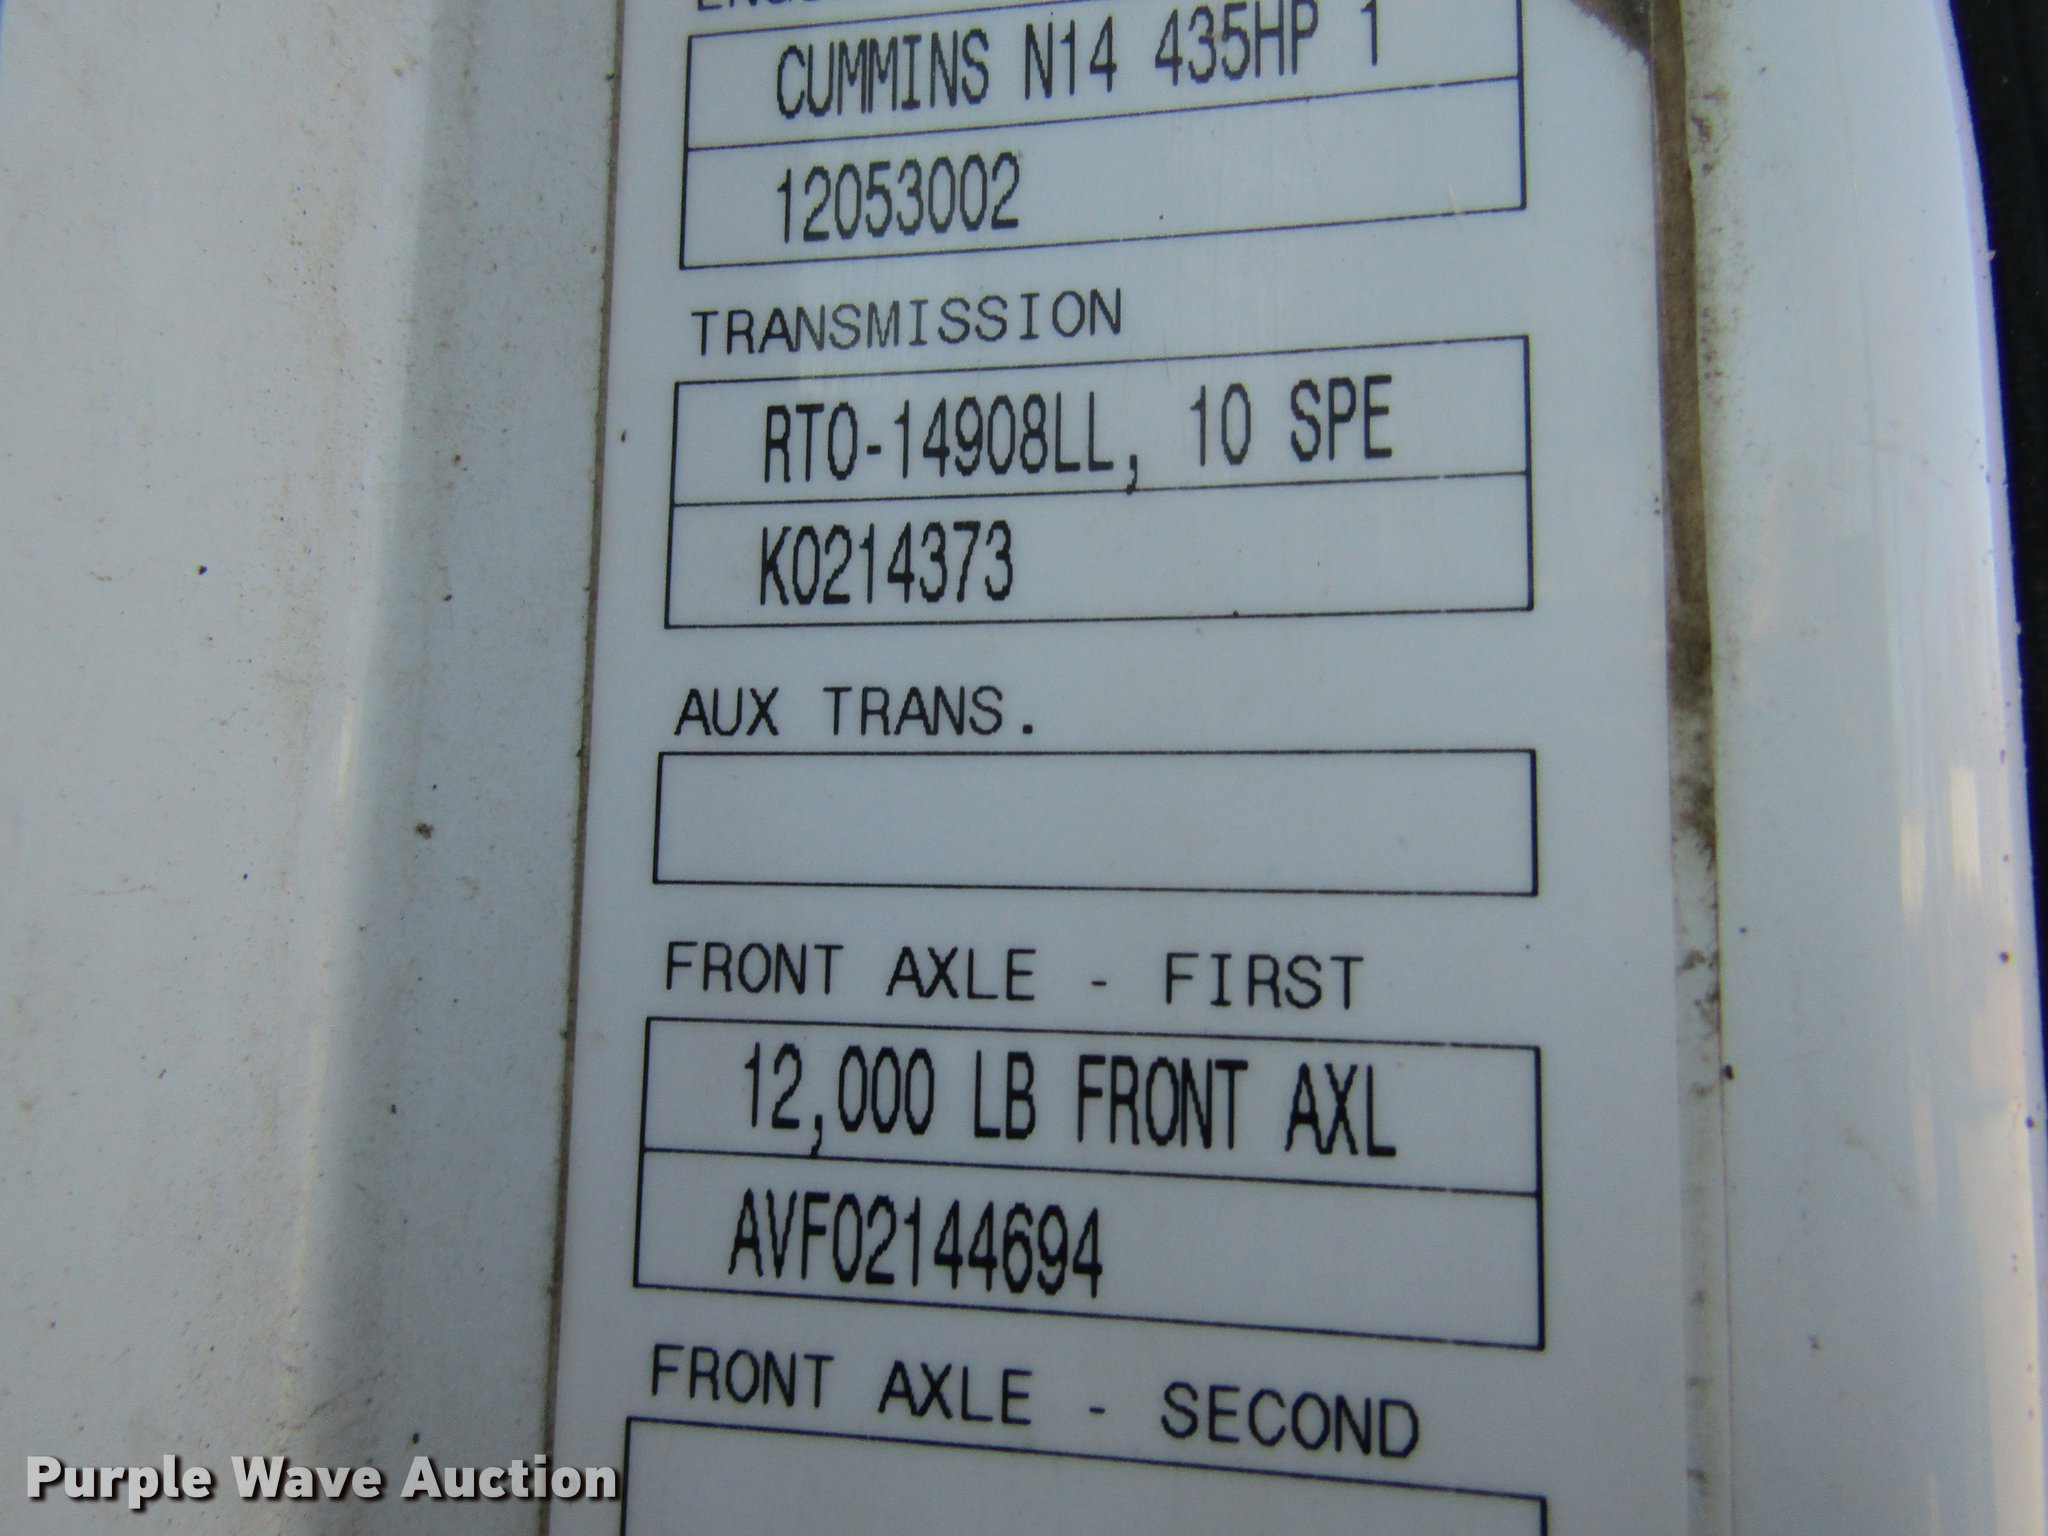 CUMMINS N14 435HP 1
12053002
TRANSMISSION
RTO-14908LL, 10 SPE
K0214373
AUX TRANS.
FRONT AXLE - FIRST
12,000 LB FRONT AXL
AVF02144694
FRONT AXLE - SECOND
Purple Wave Auction